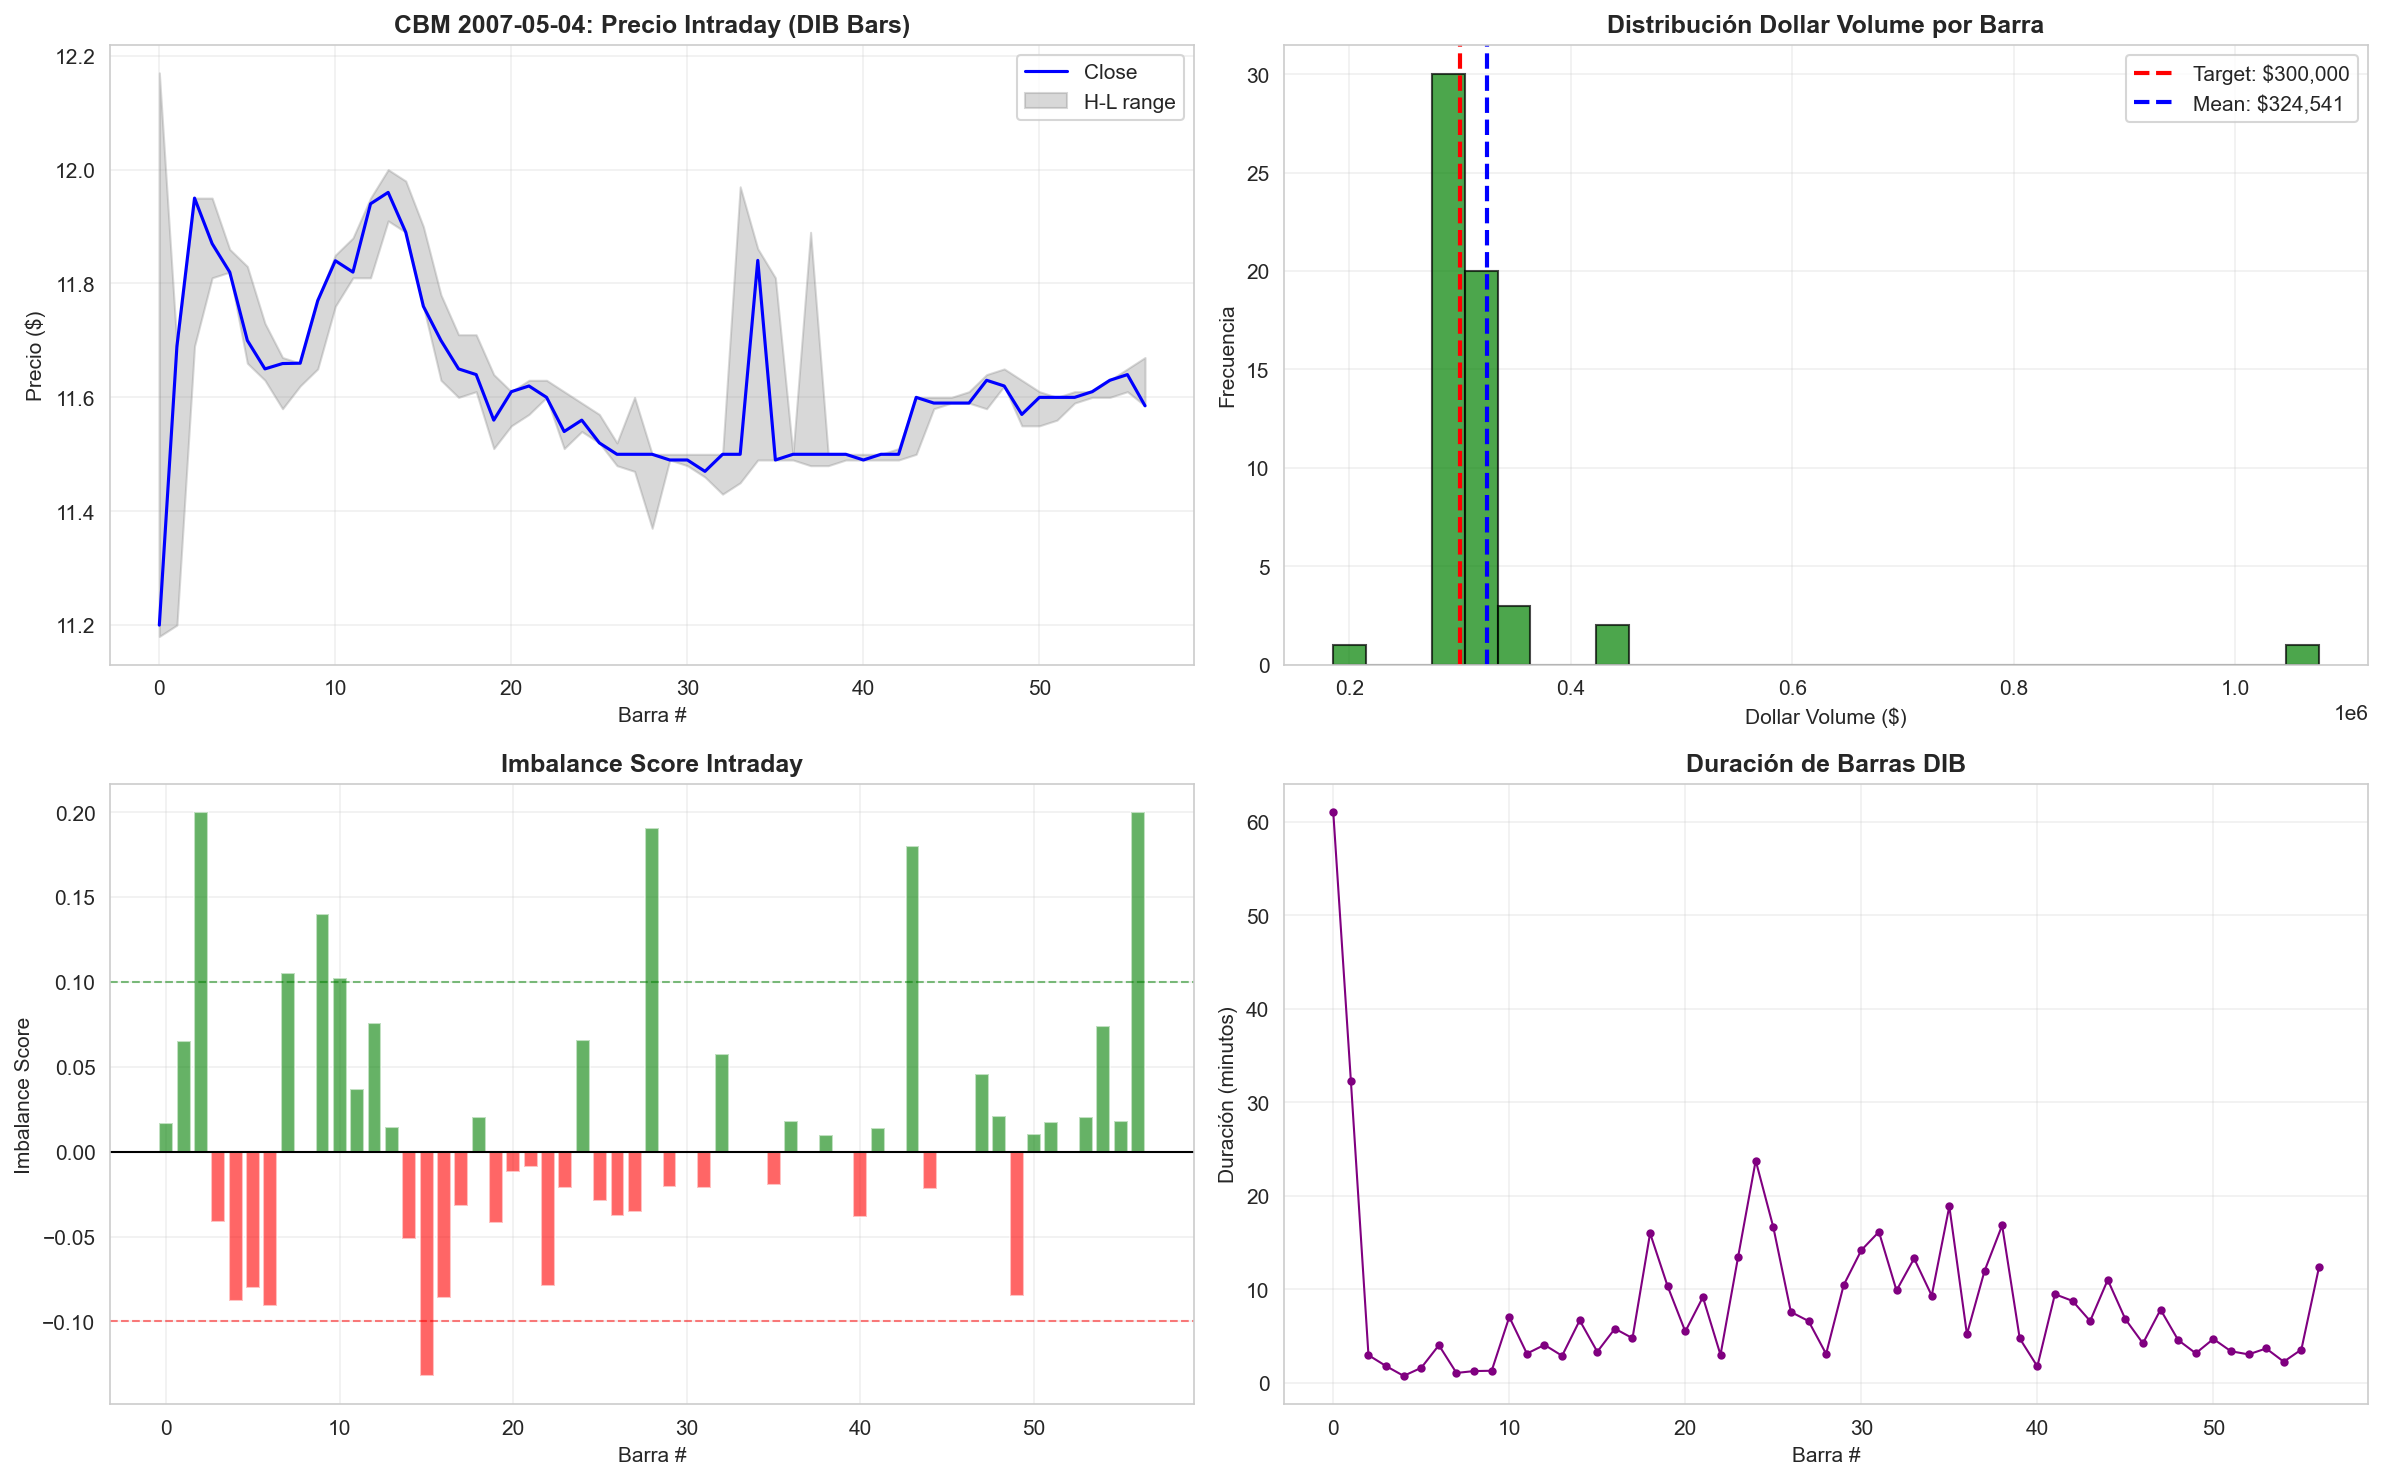 CBM 2007-05-04: Precio Intraday (DIB Bars)
12.2
12.0
11.8
11.6
11.4
11.2
Precio ($)
Close
H-L range
0 10 20 30 40 50
Barra #
Distribución Dollar Volume por Barra
30
25
20
15
10
5
0
Frecuencia
Target: $300,000
Mean: $324,541
0.2 0.4 0.6 0.8 1.0
1e6
Dollar Volume ($)
Imbalance Score Intraday
0.20
0.15
0.10
0.05
0.00
−0.05
−0.10
Imbalance Score
0 10 20 30 40 50
Barra #
Duración de Barras DIB
60
50
40
30
20
10
0
Duración (minutos)
0 10 20 30 40 50
Barra #